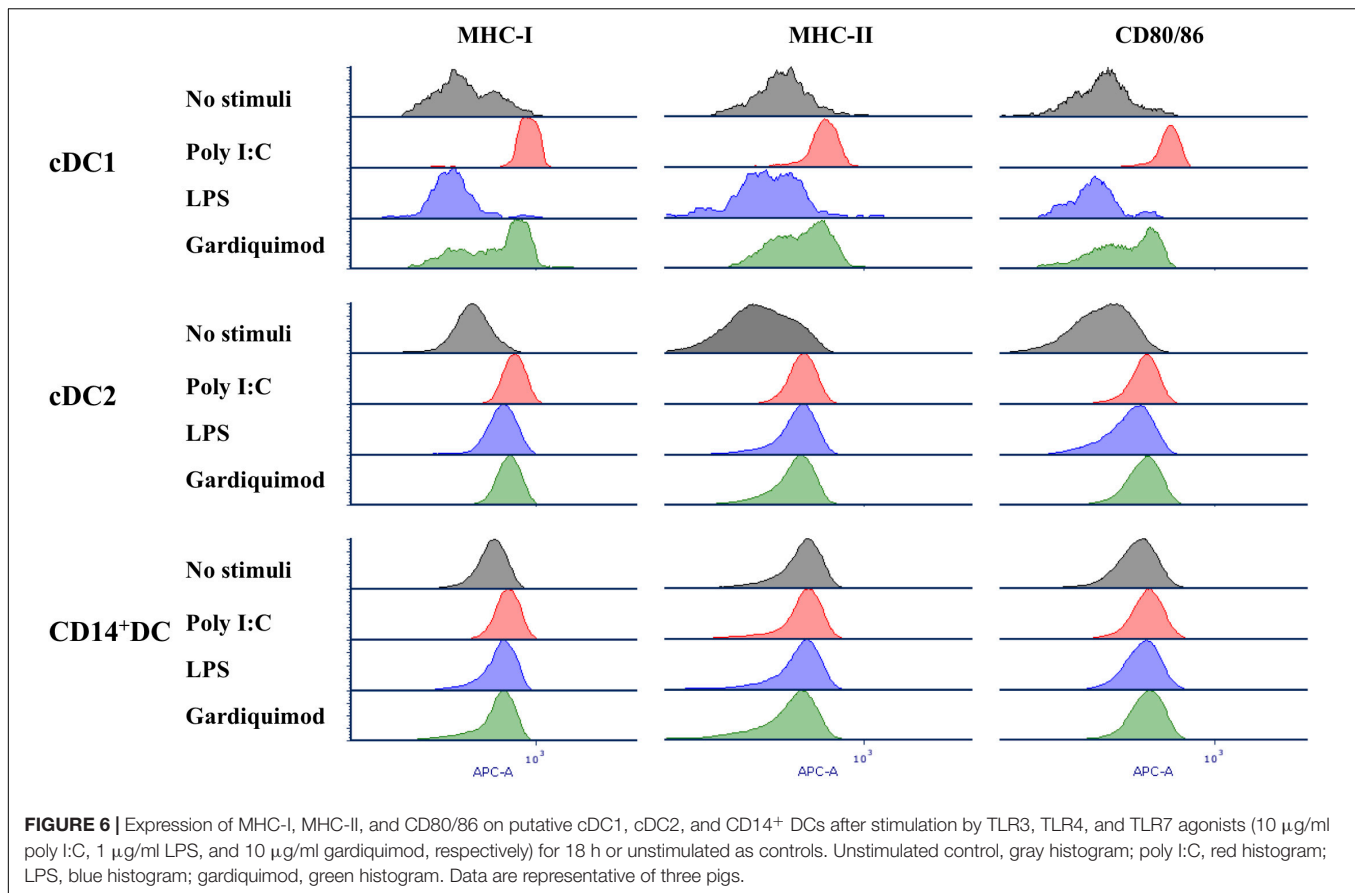 MHC-I MHC-II CD80/86
cDC1
No stimuli
Poly I:C
LPS
Gardiquimod
cDC2
No stimuli
Poly I:C
LPS
Gardiquimod
CD14⁺DC
No stimuli
Poly I:C
LPS
Gardiquimod
10³ 10³ 10³
APC-A APC-A APC-A
FIGURE 6 | Expression of MHC-I, MHC-II, and CD80/86 on putative cDC1, cDC2, and CD14⁺ DCs after stimulation by TLR3, TLR4, and TLR7 agonists (10 μg/ml
poly I:C, 1 μg/ml LPS, and 10 μg/ml gardiquimod, respectively) for 18 h or unstimulated as controls. Unstimulated control, gray histogram; poly I:C, red histogram;
LPS, blue histogram; gardiquimod, green histogram. Data are representative of three pigs.